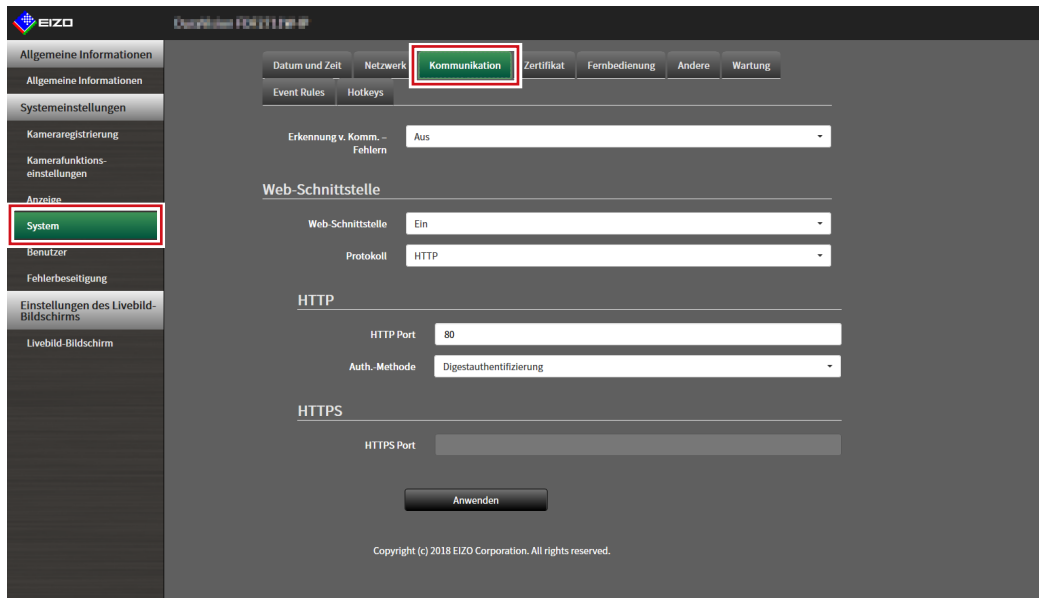 EIZO
Allgemeine Informationen
Allgemeine Informationen
Systemeinstellungen
Kameraregistrierung
Kamerafunktions-
einstellungen
Anzeige
System
Benutzer
Fehlerbeseitigung
Einstellungen des Livebild-
Bildschirms
Livebild-Bildschirm
Datum und Zeit Netzwerk Kommunikation Zertifikat Fernbedienung Andere Wartung
Event Rules Hotkeys
Erkennung v. Komm. – Aus
Fehlern
Web-Schnittstelle
Web-Schnittstelle Ein
Protokoll HTTP
HTTP
HTTP Port 80
Auth.-Methode Digestauthentifizierung
HTTPS
HTTPS Port
Anwenden
Copyright (c) 2018 EIZO Corporation. All rights reserved.